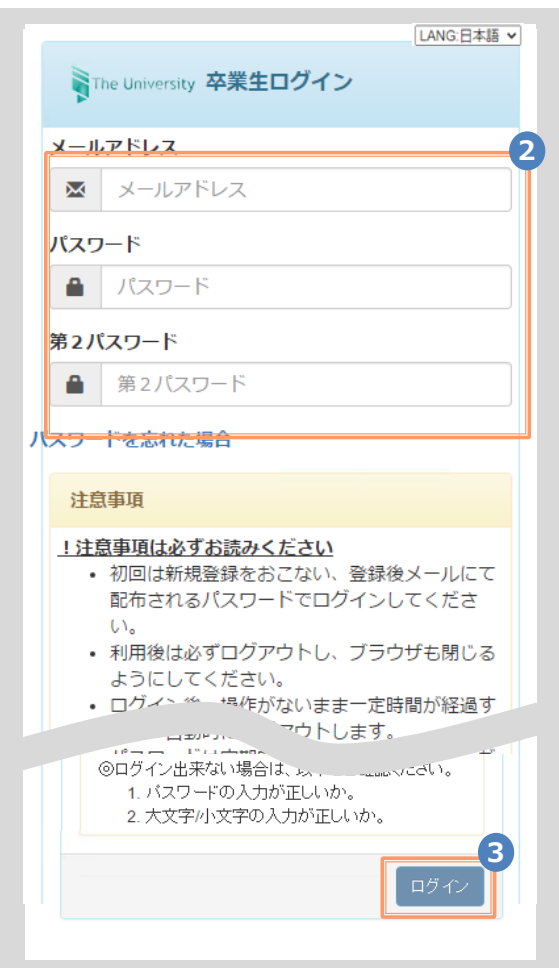 LANG:日本語
The University 卒業生ログイン
メールアドレス
2
メールアドレス
パスワード
パスワード
第2パスワード
第2パスワード
パスワードを忘れた場合
注意事項
!注意事項は必ずお読みください
• 初回は新規登録をおこない、登録後メールにて
配布されるパスワードでログインしてくださ
い。
• 利用後は必ずログアウトし、ブラウザも閉じる
ようにしてください。
• ログイン後、操作がないまま一定時間が経過す
アウトします。
◎ログイン出来ない場合は、
ください。
1. パスワードの入力が正しいか。
2. 大文字/小文字の入力が正しいか。
3
ログイン